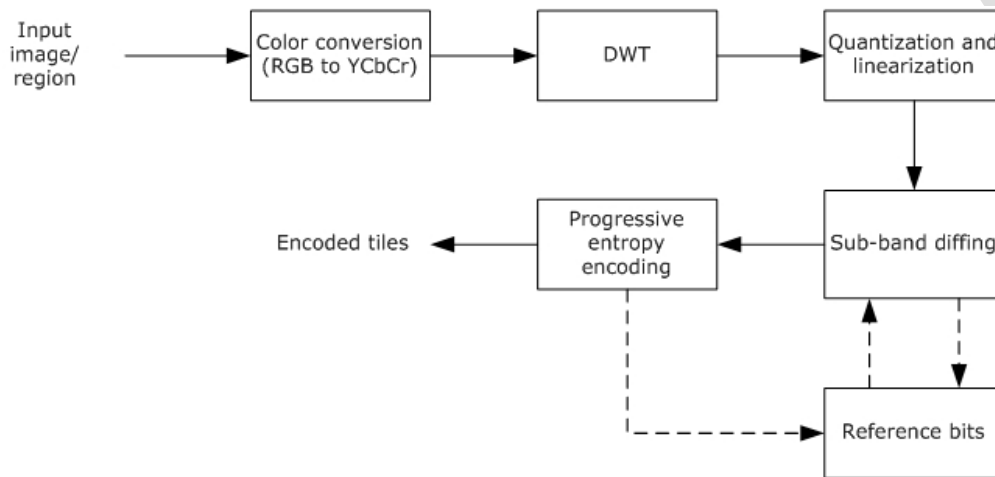 Input
image/
region
Color conversion
(RGB to YCbCr)
DWT
Quantization and
linearization
Encoded tiles
Progressive
entropy
encoding
Sub-band diffing
Reference bits